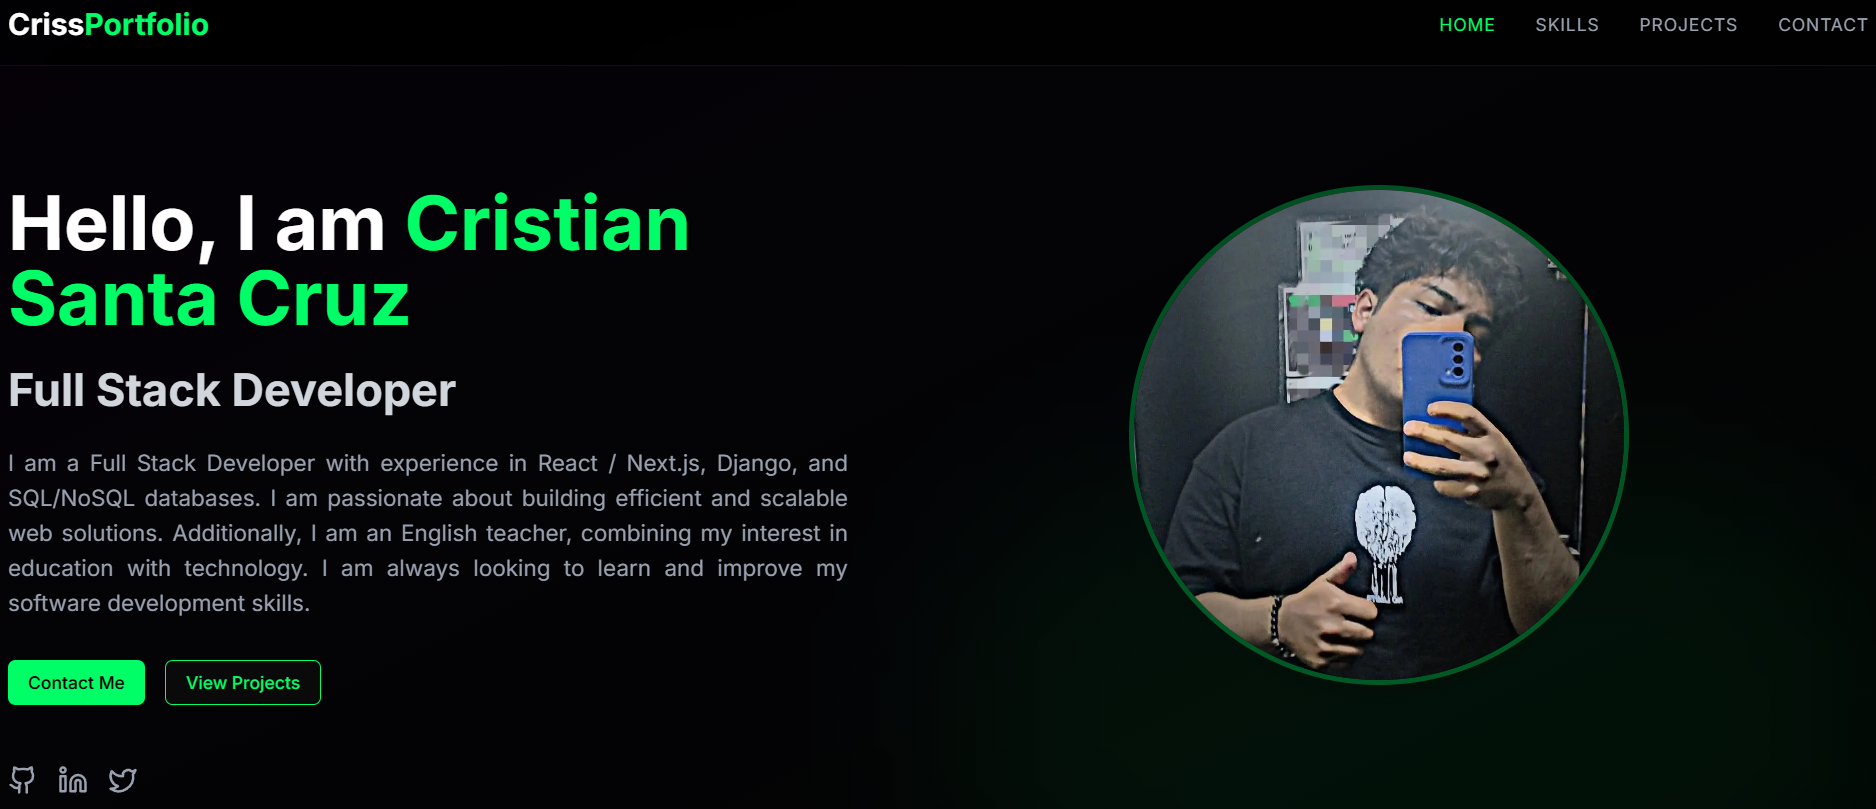 CrissPortfolio
HOME SKILLS PROJECTS CONTACT
Hello, I am Cristian
Santa Cruz
Full Stack Developer
I am a Full Stack Developer with experience in React / Next.js, Django, and
SQL/NoSQL databases. I am passionate about building efficient and scalable
web solutions. Additionally, I am an English teacher, combining my interest in
education with technology. I am always looking to learn and improve my
software development skills.
Contact Me
View Projects